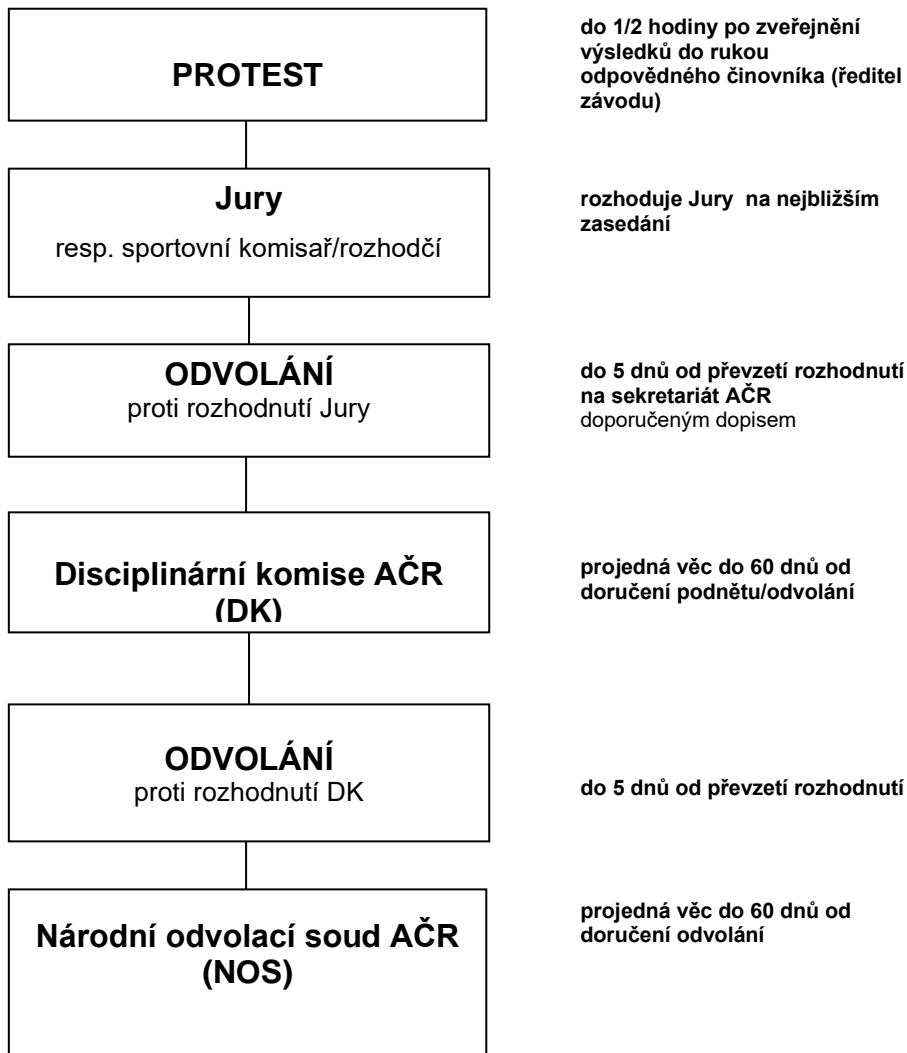 PROTEST
do 1/2 hodiny po zveřejnění
výsledků do rukou
odpovědného činovníka (ředitel
závodu)
Jury
resp. sportovní komisař/rozhodčí
rozhoduje Jury na nejbližším
zasedání
ODVOLÁNÍ
proti rozhodnutí Jury
do 5 dnů od převzetí rozhodnutí
na sekretariát AČR
doporučeným dopisem
Disciplinární komise AČR
(DK)
projedná věc do 60 dnů od
doručení podnětu/odvolání
ODVOLÁNÍ
proti rozhodnutí DK
do 5 dnů od převzetí rozhodnutí
Národní odvolací soud AČR
(NOS)
projedná věc do 60 dnů od
doručení odvolání